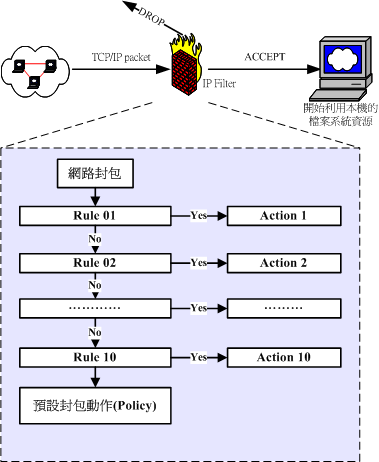 DROP
TCP/IP packet
ACCEPT
IP Filter
開始利用本機的
檔案系統資源
網路封包
Rule 01
Yes
Action 1
No
Rule 02
Yes
Action 2
No
…………
Yes
………
No
Rule 10
Yes
Action 10
預設封包動作(Policy)